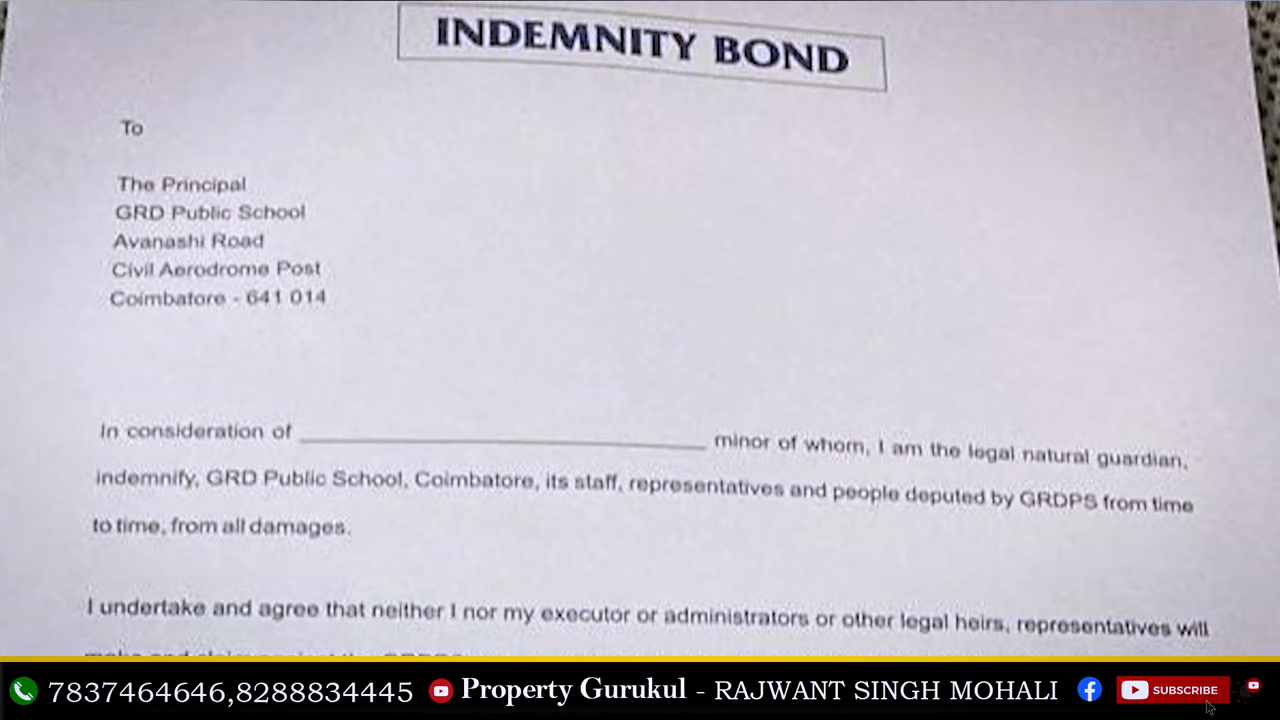 INDEMNITY BOND
To
The Principal
GRD Public School
Avanashi Road
Civil Aerodrome Post
Coimbatore - 641 014
In consideration of ____________________ minor of whom, I am the legal natural guardian,
indemnify, GRD Public School, Coimbatore, its staff, representatives and people deputed by GRDPS from time
to time, from all damages.
I undertake and agree that neither I nor my executor or administrators or other legal heirs, representatives will
7837464646,8288834445 Property Gurukul - RAJWANT SINGH MOHALI SUBSCRIBE